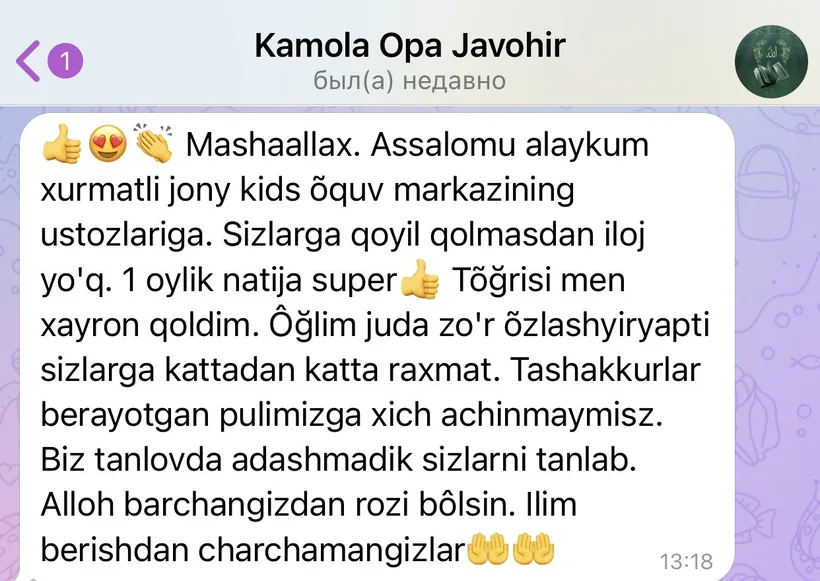 1
Kamola Opa Javohir
был(а) недавно
👍😍👏 Mashaallax. Assalomu alaykum
xurmatli jony kids õquv markazining
ustozlariga. Sizlarga qoyil qolmasdan iloj
yo'q. 1 oylik natija super👍 Tõğrisi men
xayron qoldim. Ôğlim juda zo'r õzlashyiryapti
sizlarga kattadan katta raxmat. Tashakkurlar
berayotgan pulimizga xich achinmaymisz.
Biz tanlovda adashmadik sizlarni tanlab.
Alloh barchangizdan rozi bôlsin. Ilim
berishdan charchamangizlar🤲🤲
13:18